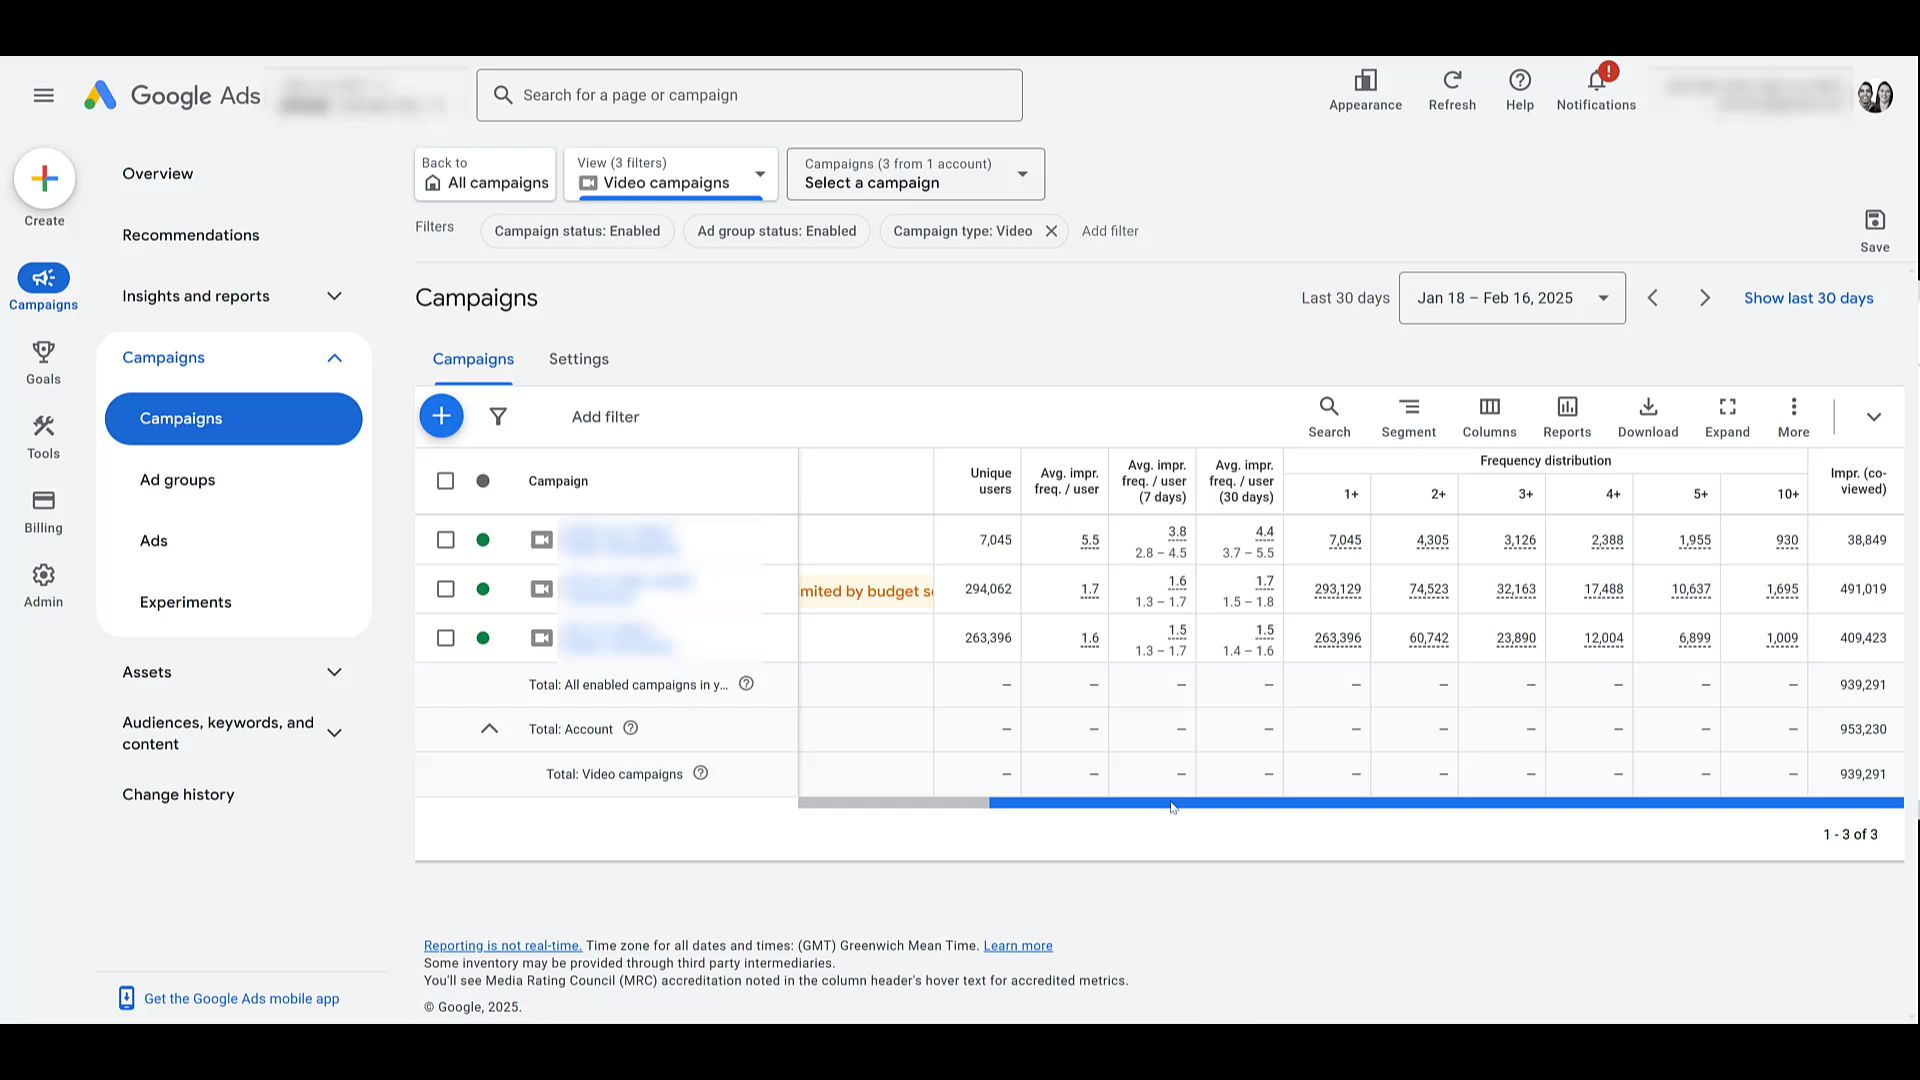 Google Ads
Search for a page or campaign
Appearance
Refresh
Help
!
Notifications
Create
Campaigns
Goals
Tools
Billing
Admin
Overview
Recommendations
Insights and reports
Campaigns
Campaigns
Ad groups
Ads
Experiments
Assets
Audiences, keywords, and
content
Change history
Get the Google Ads mobile app
Back to
All campaigns
View (3 filters)
Video campaigns
Campaigns (3 from 1 account)
Select a campaign
Filters
Campaign status: Enabled
Ad group status: Enabled
Campaign type: Video
Add filter
Save
Campaigns
Last 30 days
Jan 18 – Feb 16, 2025
Show last 30 days
Campaigns
Settings
Add filter
Search
Segment
Columns
Reports
Download
Expand
More
Campaign
Unique
users
Avg. impr.
freq. / user
Avg. impr.
freq. / user
(7 days)
Avg. impr.
freq. / user
(30 days)
Frequency distribution
1+ 2+ 3+ 4+ 5+ 10+
Impr. (co-
viewed)
7,045 5.5 3.8 4.4 7,045 4,305 3,126 2,388 1,955 930 38,849
2.8 – 4.5 3.7 – 5.5
mited by budget s 294,062 1.7 1.6 1.7 293,129 74,523 32,163 17,488 10,637 1,695 491,019
1.3 – 1.7 1.5 – 1.8
263,396 1.6 1.5 1.5 263,396 60,742 23,890 12,004 6,899 1,009 409,423
1.3 – 1.7 1.4 – 1.6
Total: All enabled campaigns in y... – – – – – – – – – – 939,291
Total: Account – – – – – – – – – – 953,230
Total: Video campaigns – – – – – – – – – – 939,291
1 - 3 of 3
Reporting is not real-time. Time zone for all dates and times: (GMT) Greenwich Mean Time. Learn more
Some inventory may be provided through third party intermediaries.
You'll see Media Rating Council (MRC) accreditation noted in the column header's hover text for accredited metrics.
© Google, 2025.